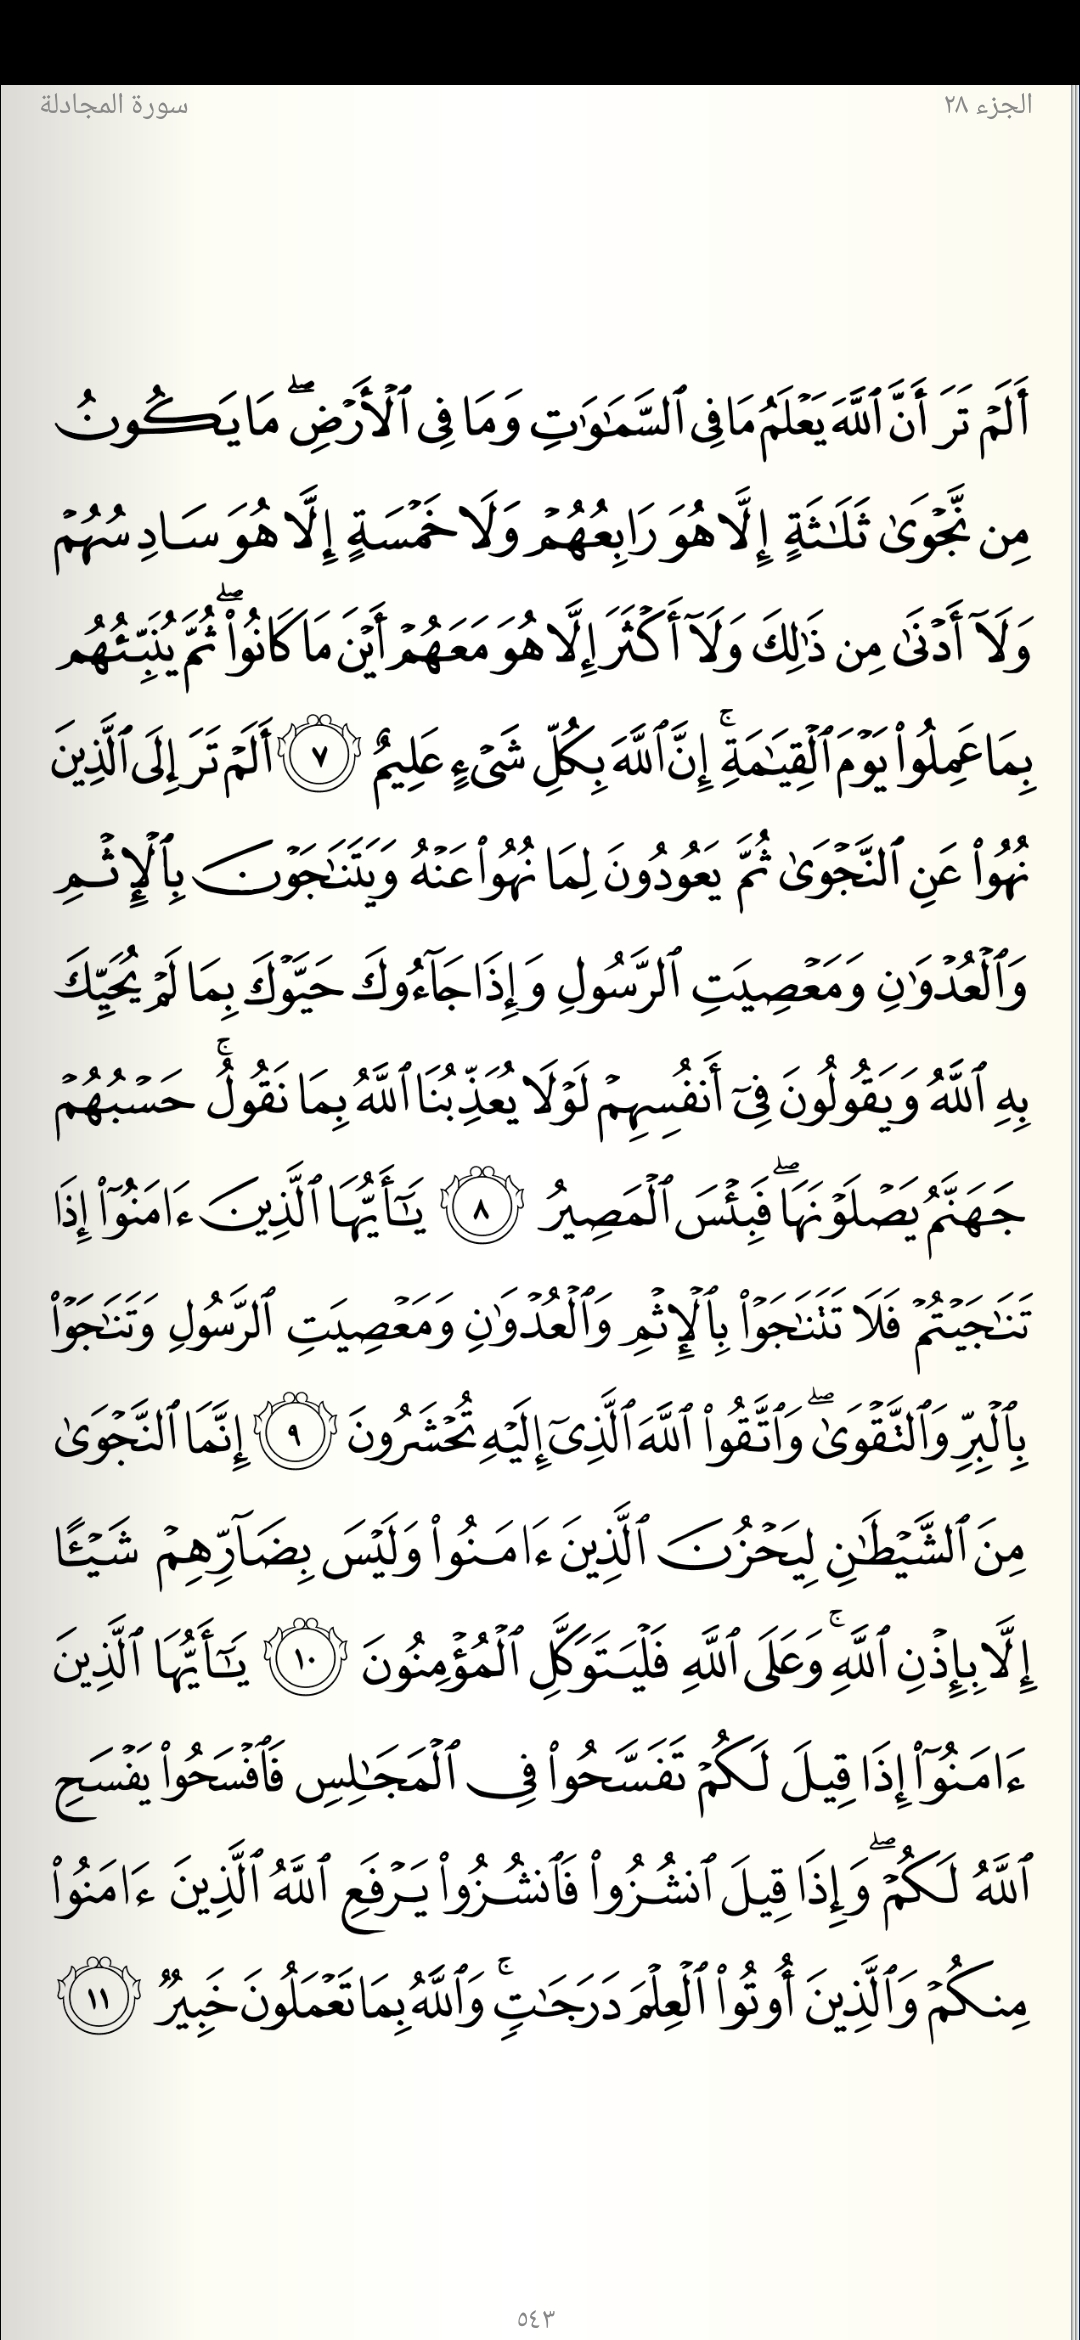 الجزء ٢٨
سورة المجادلة
أَلَمْ تَرَ أَنَّ ٱللَّهَ يَعْلَمُ مَا فِى ٱلسَّمَٰوَٰتِ وَمَا فِى ٱلْأَرْضِ ۖ مَا يَكُونُ
مِن نَّجْوَىٰ ثَلَٰثَةٍ إِلَّا هُوَ رَابِعُهُمْ وَلَا خَمْسَةٍ إِلَّا هُوَ سَادِسُهُمْ
وَلَآ أَدْنَىٰ مِن ذَٰلِكَ وَلَآ أَكْثَرَ إِلَّا هُوَ مَعَهُمْ أَيْنَ مَا كَانُوا۟ ۖ ثُمَّ يُنَبِّئُهُم
بِمَا عَمِلُوا۟ يَوْمَ ٱلْقِيَٰمَةِ ۚ إِنَّ ٱللَّهَ بِكُلِّ شَىْءٍ عَلِيمٌ ٧ أَلَمْ تَرَ إِلَى ٱلَّذِينَ
نُهُوا۟ عَنِ ٱلنَّجْوَىٰ ثُمَّ يَعُودُونَ لِمَا نُهُوا۟ عَنْهُ وَيَتَنَٰجَوْنَ بِٱلْإِثْمِ
وَٱلْعُدْوَٰنِ وَمَعْصِيَتِ ٱلرَّسُولِ وَإِذَا جَآءُوكَ حَيَّوْكَ بِمَا لَمْ يُحَيِّكَ
بِهِ ٱللَّهُ وَيَقُولُونَ فِىٓ أَنفُسِهِمْ لَوْلَا يُعَذِّبُنَا ٱللَّهُ بِمَا نَقُولُ ۚ حَسْبُهُمْ
جَهَنَّمُ يَصْلَوْنَهَا ۖ فَبِئْسَ ٱلْمَصِيرُ ٨ يَٰٓأَيُّهَا ٱلَّذِينَ ءَامَنُوٓا۟ إِذَا
تَنَٰجَيْتُمْ فَلَا تَتَنَٰجَوْا۟ بِٱلْإِثْمِ وَٱلْعُدْوَٰنِ وَمَعْصِيَتِ ٱلرَّسُولِ وَتَنَٰجَوْا۟
بِٱلْبِرِّ وَٱلتَّقْوَىٰ ۖ وَٱتَّقُوا۟ ٱللَّهَ ٱلَّذِىٓ إِلَيْهِ تُحْشَرُونَ ٩ إِنَّمَا ٱلنَّجْوَىٰ
مِنَ ٱلشَّيْطَٰنِ لِيَحْزُنَ ٱلَّذِينَ ءَامَنُوا۟ وَلَيْسَ بِضَآرِّهِمْ شَيْـًٔا
إِلَّا بِإِذْنِ ٱللَّهِ ۚ وَعَلَى ٱللَّهِ فَلْيَتَوَكَّلِ ٱلْمُؤْمِنُونَ ١٠ يَٰٓأَيُّهَا ٱلَّذِينَ
ءَامَنُوٓا۟ إِذَا قِيلَ لَكُمْ تَفَسَّحُوا۟ فِى ٱلْمَجَٰلِسِ فَٱفْسَحُوا۟ يَفْسَحِ
ٱللَّهُ لَكُمْ ۖ وَإِذَا قِيلَ ٱنشُزُوا۟ فَٱنشُزُوا۟ يَرْفَعِ ٱللَّهُ ٱلَّذِينَ ءَامَنُوا۟
مِنكُمْ وَٱلَّذِينَ أُوتُوا۟ ٱلْعِلْمَ دَرَجَٰتٍ ۚ وَٱللَّهُ بِمَا تَعْمَلُونَ خَبِيرٌ ١١
٥٤٣